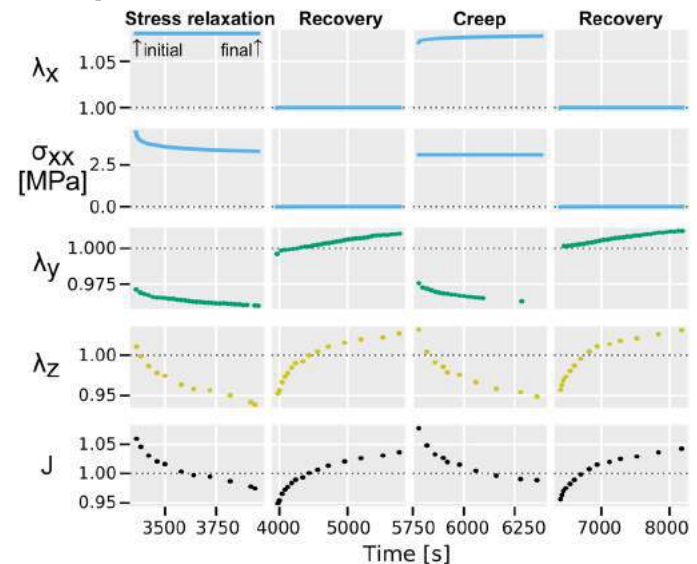 Stress relaxation Recovery Creep Recovery
↑initial final↑
λx 1.05 1.00
σxx [MPa] 2.5 0.0
λy 1.000 0.975
λz 1.00 0.95
J 1.05 1.00 0.95
3500 3750 4000 5000 5750 6000 6250 7000 8000
Time [s]